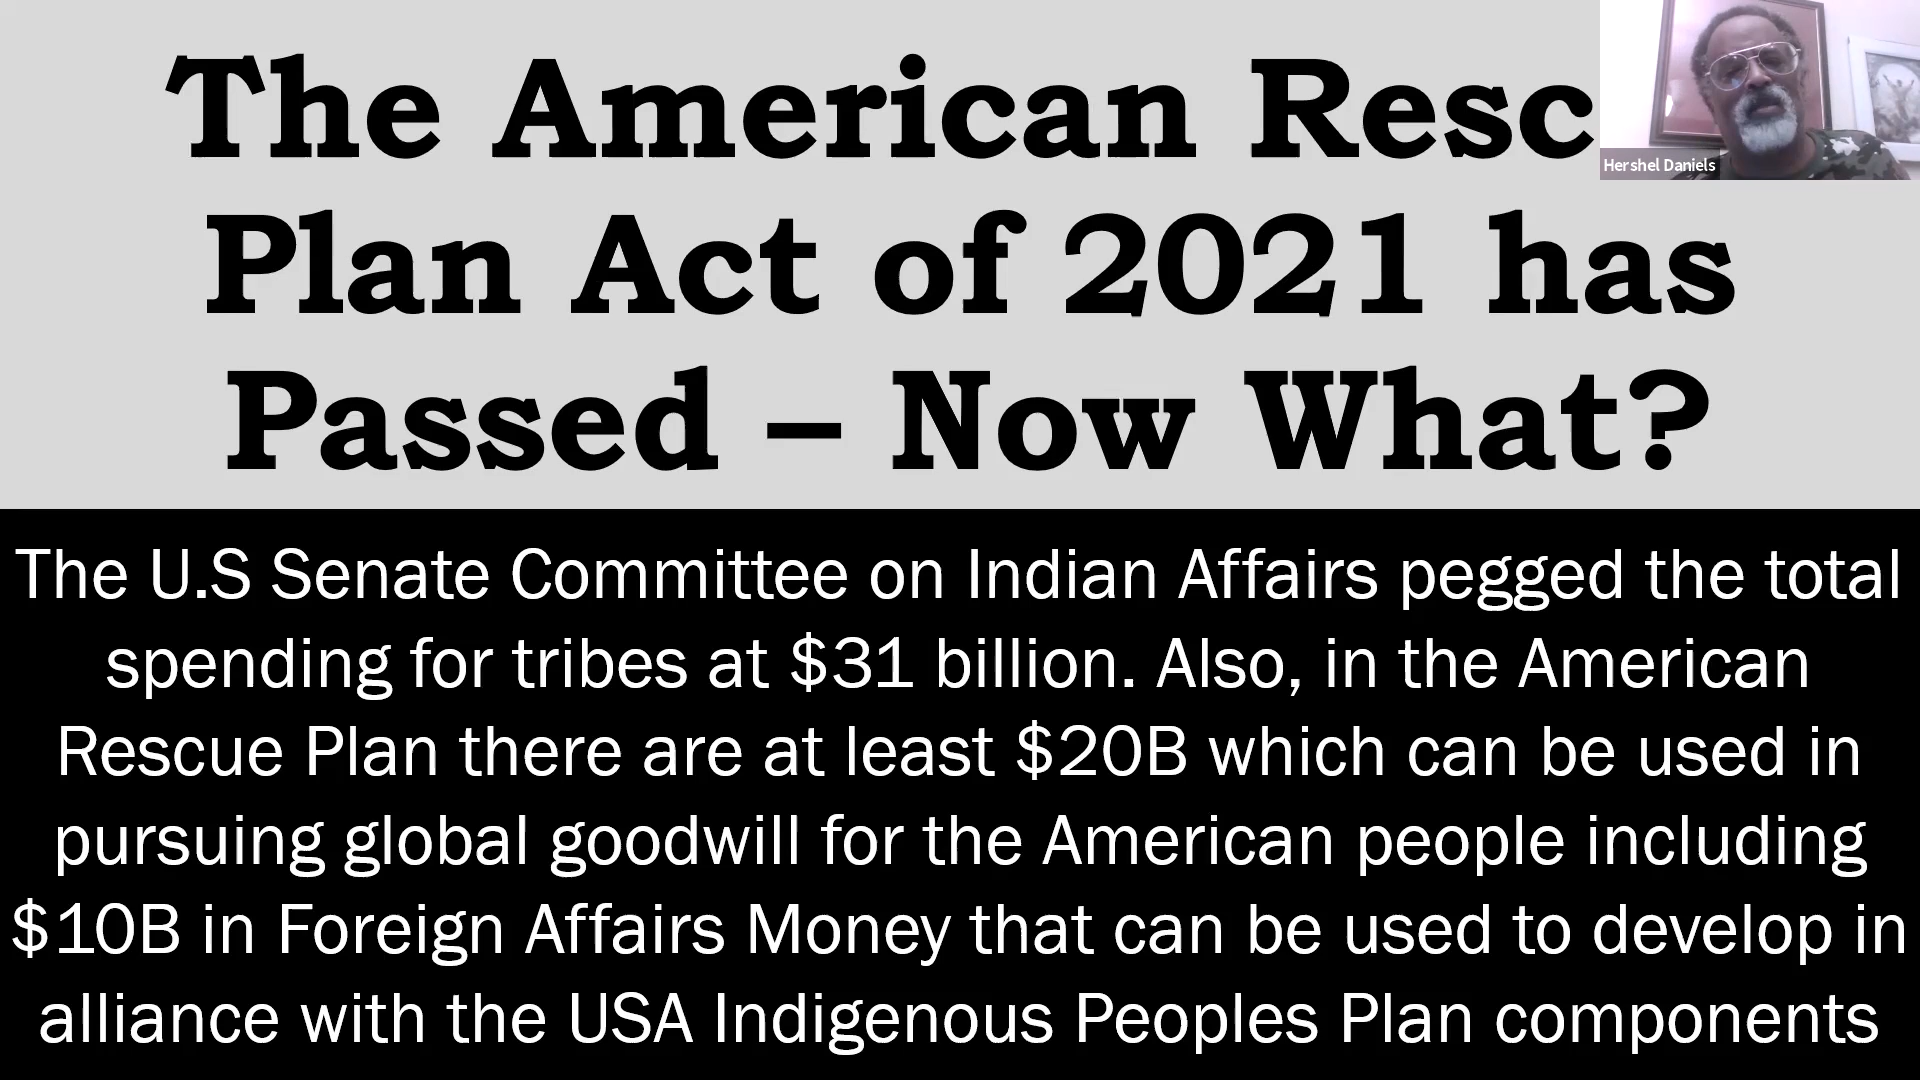 The American Resc
Plan Act of 2021 has
Passed – Now What?
Hershel Daniels
The U.S Senate Committee on Indian Affairs pegged the total
spending for tribes at $31 billion. Also, in the American
Rescue Plan there are at least $20B which can be used in
pursuing global goodwill for the American people including
$10B in Foreign Affairs Money that can be used to develop in
alliance with the USA Indigenous Peoples Plan components